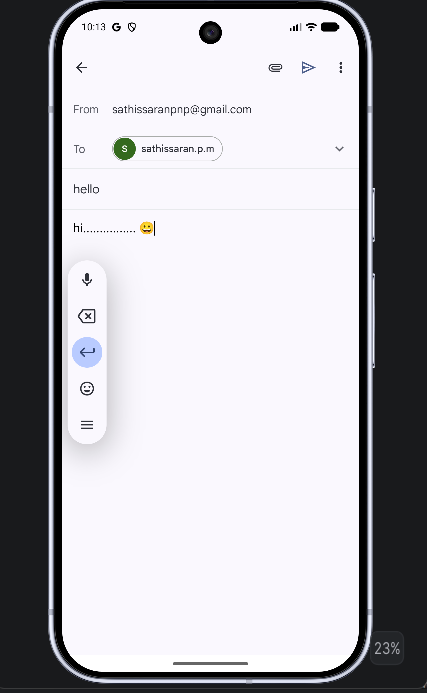 10:13
From sathissaranpnp@gmail.com
To S sathissaran.p.m
hello
hi................ 😀
23%